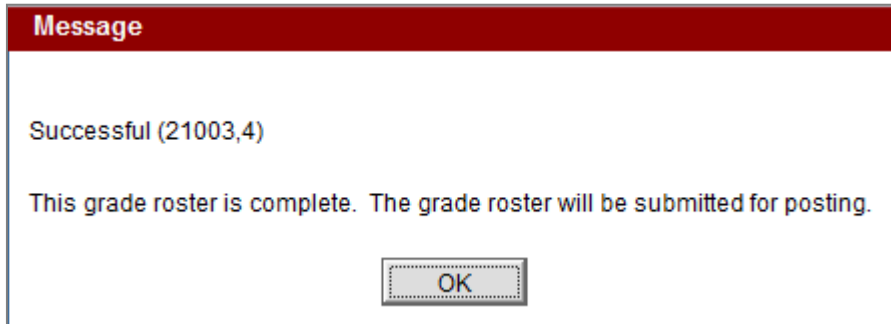 Message
Successful (21003,4)
This grade roster is complete.  The grade roster will be submitted for posting.
OK